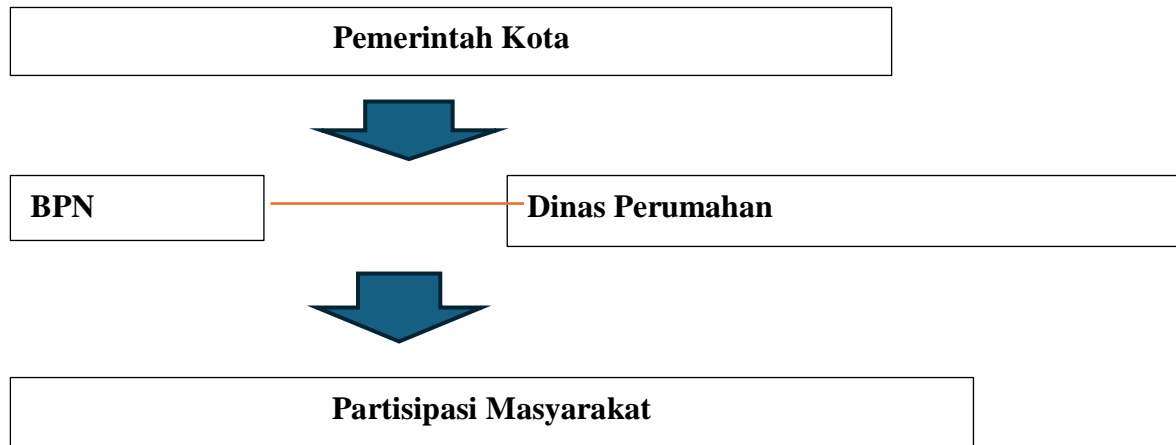 Pemerintah Kota
BPN
Dinas Perumahan
Partisipasi Masyarakat